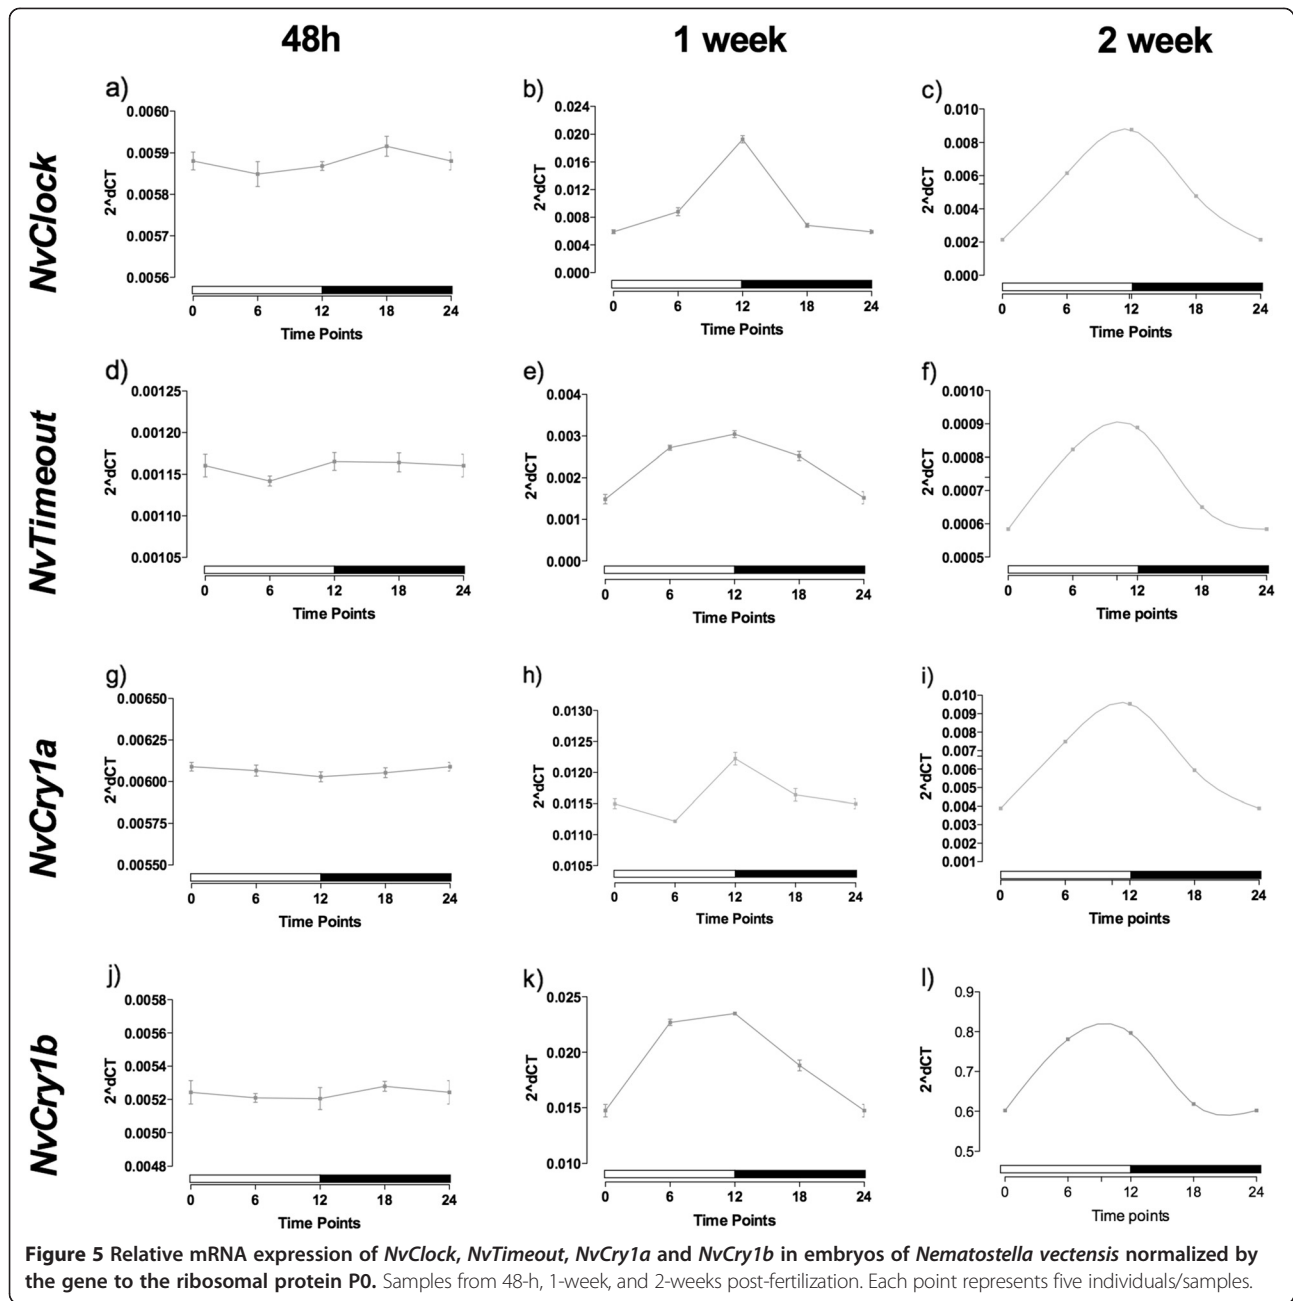 48h 1 week 2 week
NvClock
a)
0.0060
0.0059
0.0058
0.0057
0.0056
2^dCT
0 6 12 18 24
Time Points
b)
0.024
0.020
0.016
0.012
0.008
0.004
0.000
2^dCT
0 6 12 18 24
Time Points
c)
0.010
0.008
0.006
0.004
0.002
0.000
2^dCT
0 6 12 18 24
Time Points
NvTimeout
d)
0.00125
0.00120
0.00115
0.00110
0.00105
2^dCT
0 6 12 18 24
Time Points
e)
0.004
0.003
0.002
0.001
0.000
2^dCT
0 6 12 18 24
Time Points
f)
0.0010
0.0009
0.0008
0.0007
0.0006
0.0005
2^dCT
0 6 12 18 24
Time points
NvCry1a
g)
0.00650
0.00625
0.00600
0.00575
0.00550
2^dCT
0 6 12 18 24
Time Points
h)
0.0130
0.0125
0.0120
0.0115
0.0110
0.0105
2^dCT
0 6 12 18 24
Time Points
i)
0.010
0.009
0.008
0.007
0.006
0.005
0.004
0.003
0.002
0.001
2^dCT
0 6 12 18 24
Time points
NvCry1b
j)
0.0058
0.0056
0.0054
0.0052
0.0050
0.0048
2^dCT
0 6 12 18 24
Time Points
k)
0.025
0.020
0.015
0.010
2^dCT
0 6 12 18 24
Time Points
l)
0.9
0.8
0.7
0.6
0.5
2^dCT
0 6 12 18 24
Time points
Figure 5 Relative mRNA expression of NvClock, NvTimeout, NvCry1a and NvCry1b in embryos of Nematostella vectensis normalized by
the gene to the ribosomal protein P0. Samples from 48-h, 1-week, and 2-weeks post-fertilization. Each point represents five individuals/samples.